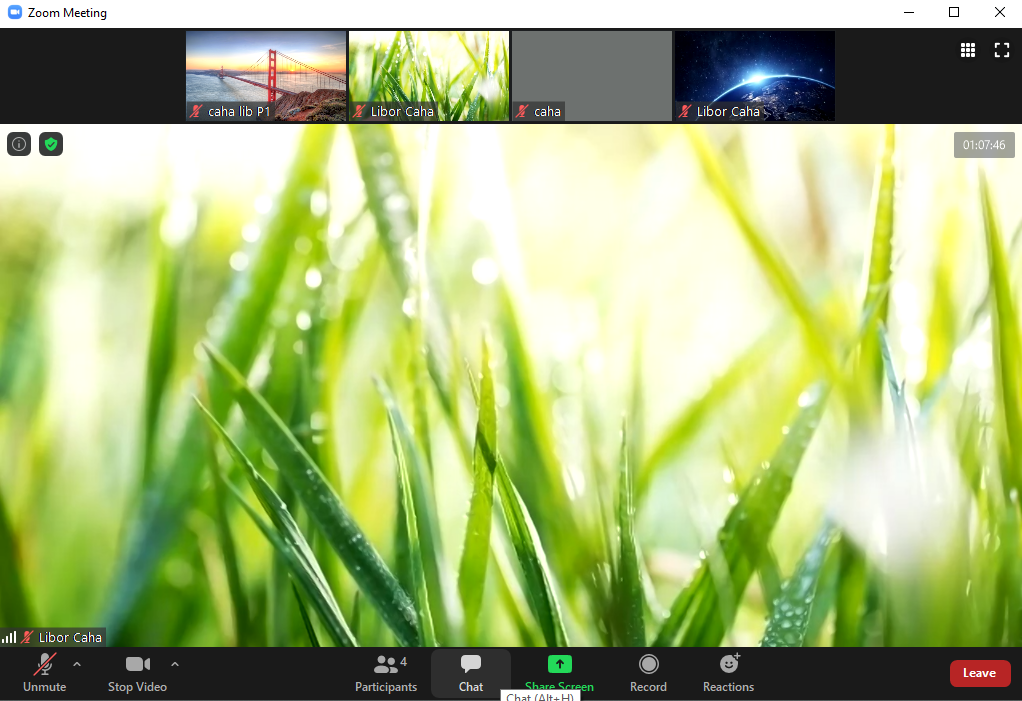 Zoom Meeting
caha lib P1
Libor Caha
caha
Libor Caha
01:07:46
Libor Caha
Unmute
Stop Video
4
Participants
Chat
Share Screen
Record
Reactions
Leave
Chat (Alt+H)